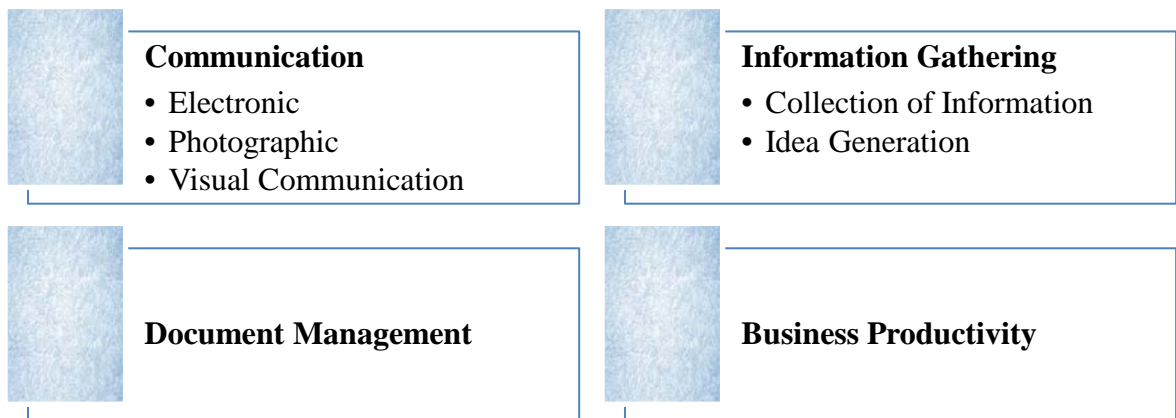 Communication
• Electronic
• Photographic
• Visual Communication
Information Gathering
• Collection of Information
• Idea Generation
Document Management
Business Productivity